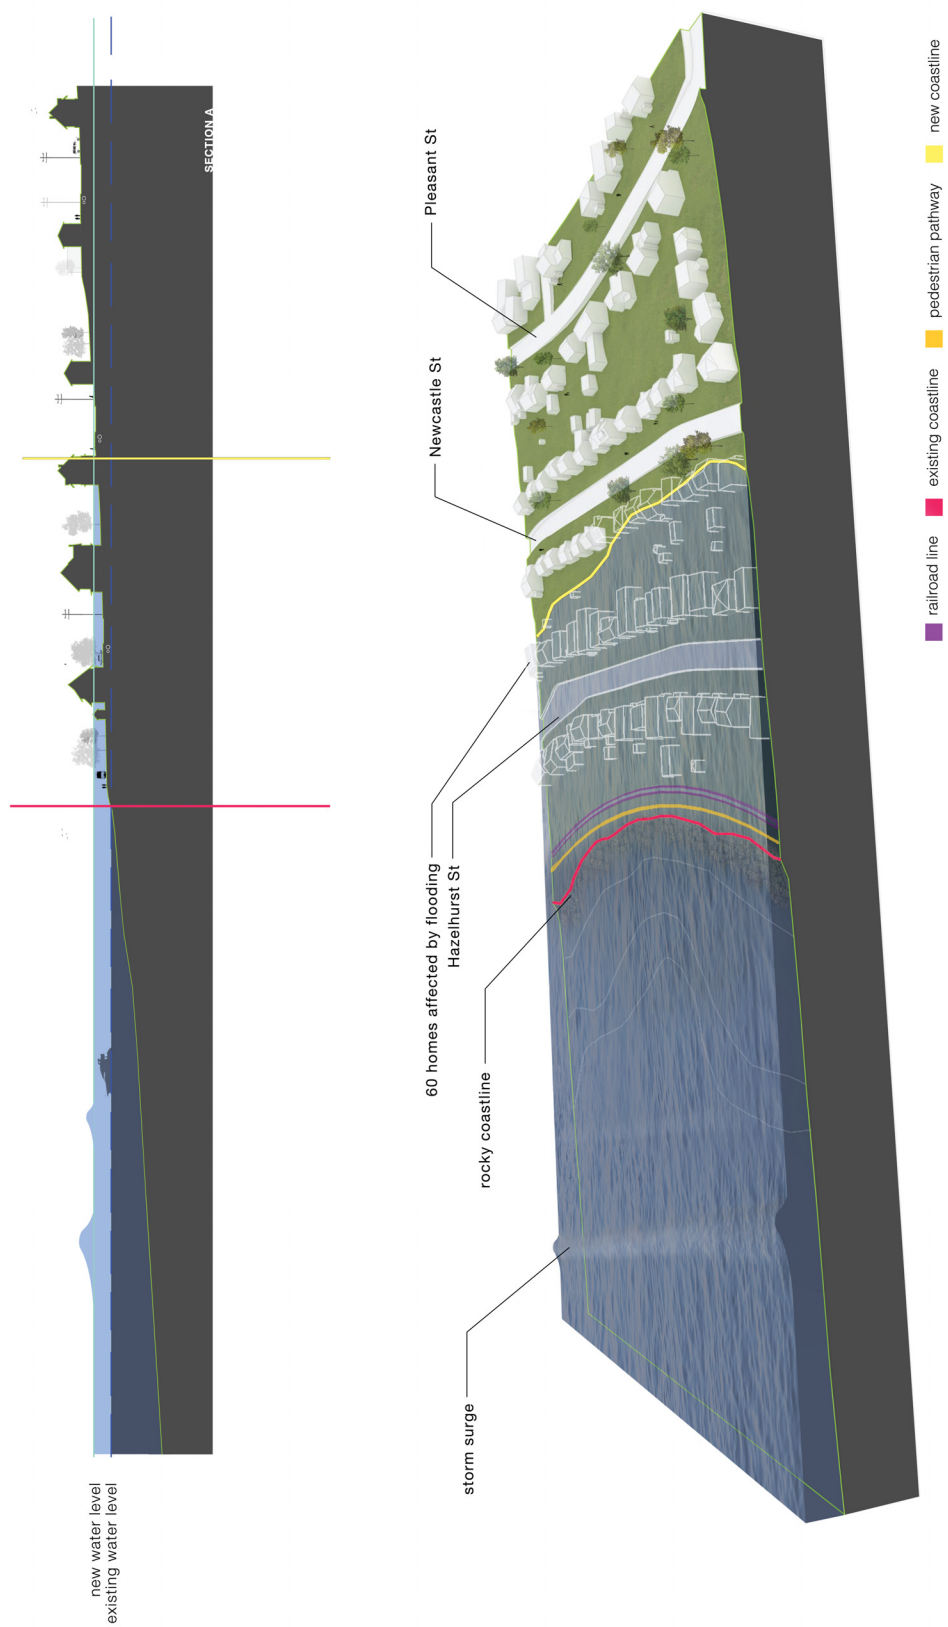 SECTION A
new water level
existing water level
Pleasant St
Newcastle St
60 homes affected by flooding
Hazelhurst St
rocky coastline
storm surge
railroad line
existing coastline
pedestrian pathway
new coastline